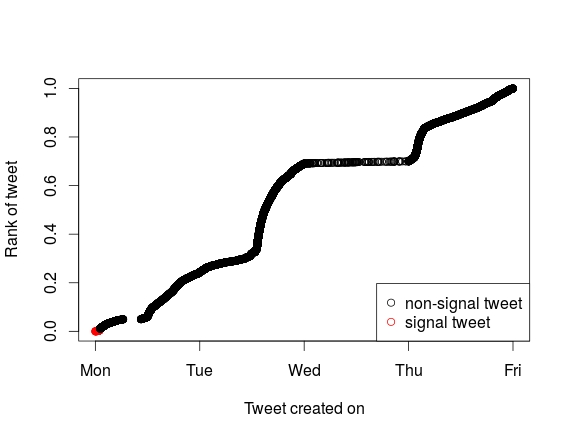 Rank of tweet
1.0
0.8
0.6
0.4
0.2
0.0
non-signal tweet
signal tweet
Mon Tue Wed Thu Fri
Tweet created on